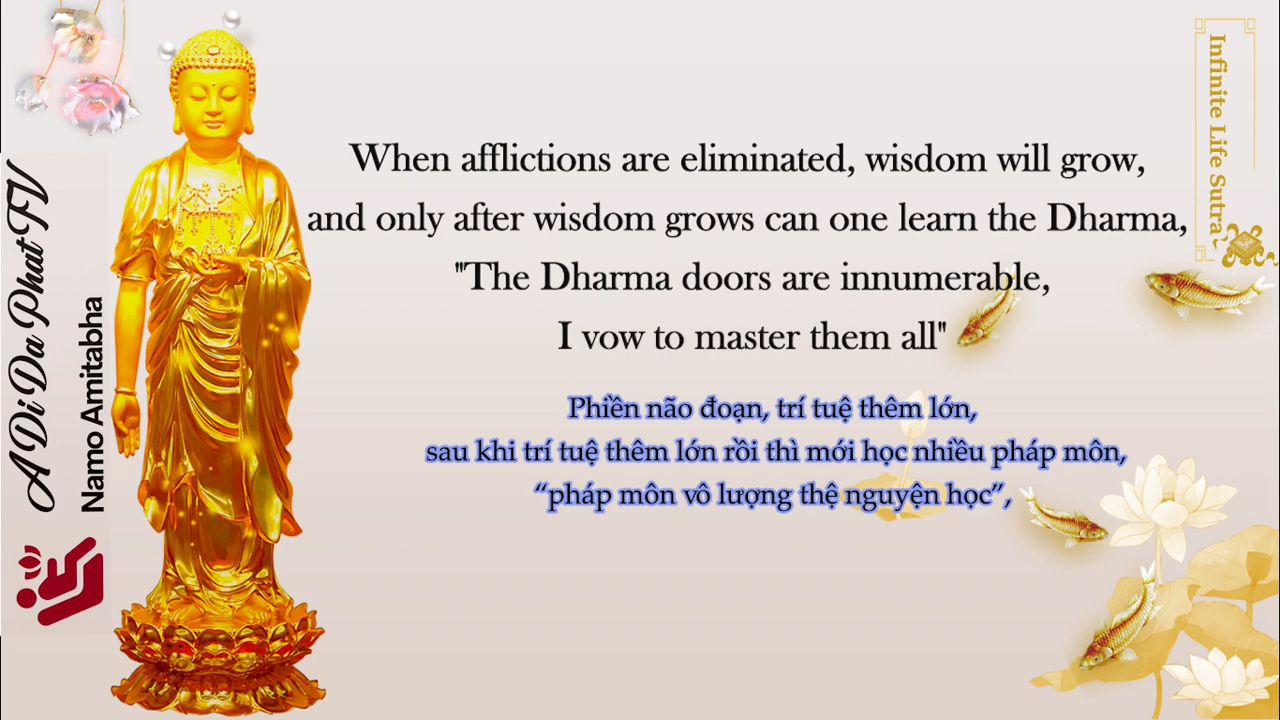 A Di Da Phat TV
Namo Amitabha
Infinite Life Sutra
When afflictions are eliminated, wisdom will grow,
and only after wisdom grows can one learn the Dharma,
"The Dharma doors are innumerable,
I vow to master them all"
Phiền não đoạn, trí tuệ thêm lớn,
sau khi trí tuệ thêm lớn rồi thì mới học nhiều pháp môn,
“pháp môn vô lượng thệ nguyện học”,